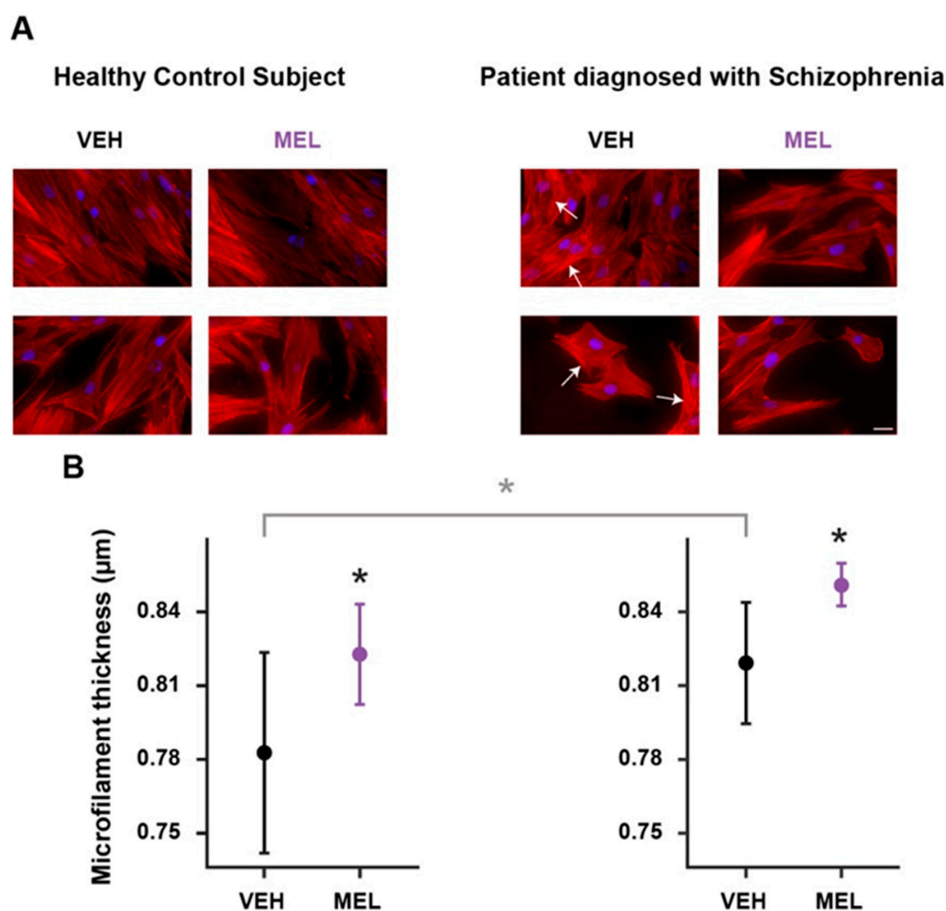 A
Healthy Control Subject
Patient diagnosed with Schizophrenia
VEH MEL
VEH MEL
B
*
Microfilament thickness (µm)
0.84
0.81
0.78
0.75
*
VEH MEL
0.84
0.81
0.78
0.75
*
VEH MEL